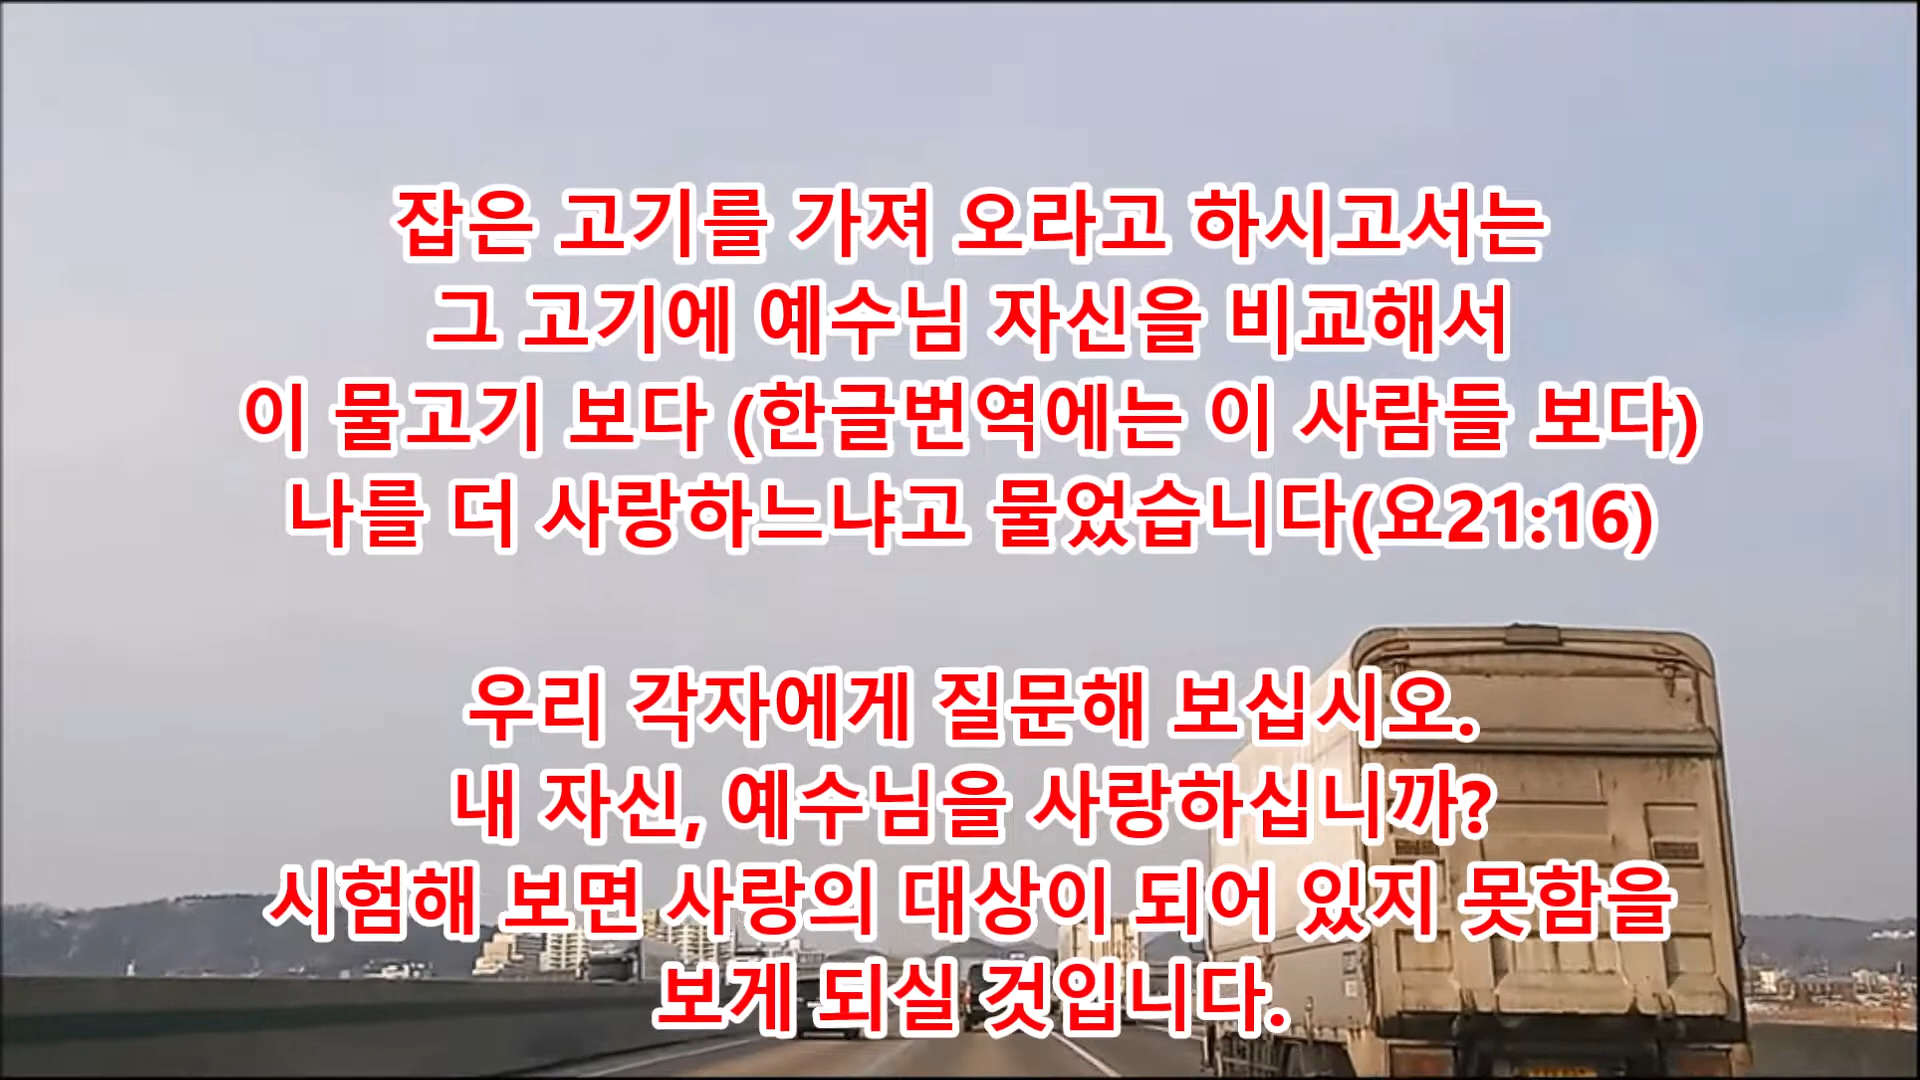 잡은 고기를 가져 오라고 하시고서는
그 고기에 예수님 자신을 비교해서
이 물고기 보다 (한글번역에는 이 사람들 보다)
나를 더 사랑하느냐고 물었습니다(요21:16)
우리 각자에게 질문해 보십시오.
내 자신, 예수님을 사랑하십니까?
시험해 보면 사랑의 대상이 되어 있지 못함을
보게 되실 것입니다.